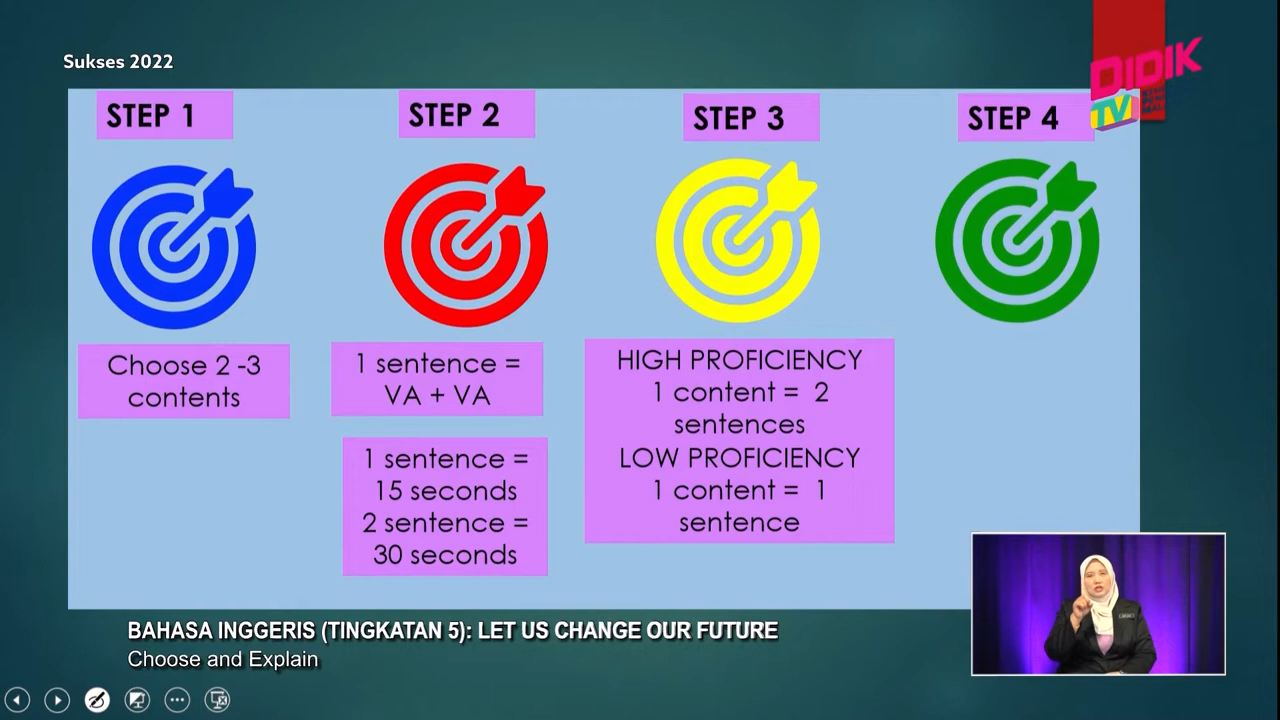 Sukses 2022
DIDIK
TV
STEP 1
STEP 2
STEP 3
STEP 4
Choose 2 -3
contents
1 sentence =
VA + VA
1 sentence =
15 seconds
2 sentence =
30 seconds
HIGH PROFICIENCY
1 content = 2
sentences
LOW PROFICIENCY
1 content = 1
sentence
BAHASA INGGERIS (TINGKATAN 5): LET US CHANGE OUR FUTURE
Choose and Explain